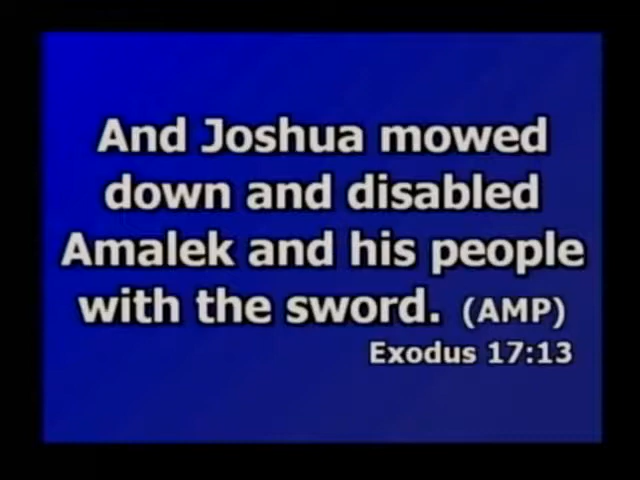 And Joshua mowed
down and disabled
Amalek and his people
with the sword. (AMP)
Exodus 17:13